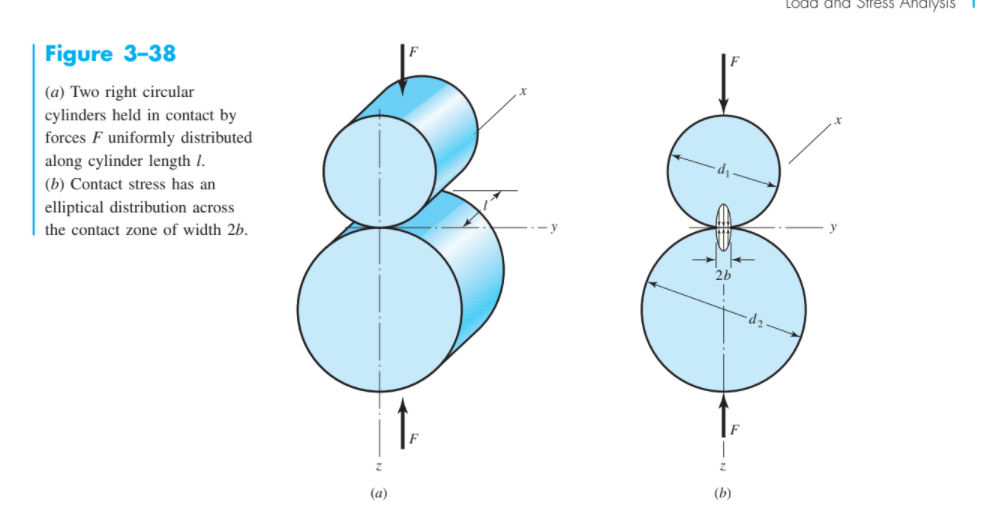 Load and Stress Analysis
Figure 3–38
(a) Two right circular
cylinders held in contact by
forces F uniformly distributed
along cylinder length l.
(b) Contact stress has an
elliptical distribution across
the contact zone of width 2b.
F
x
l
y
F
z
(a)
F
x
d₁
y
2b
d₂
F
z
(b)